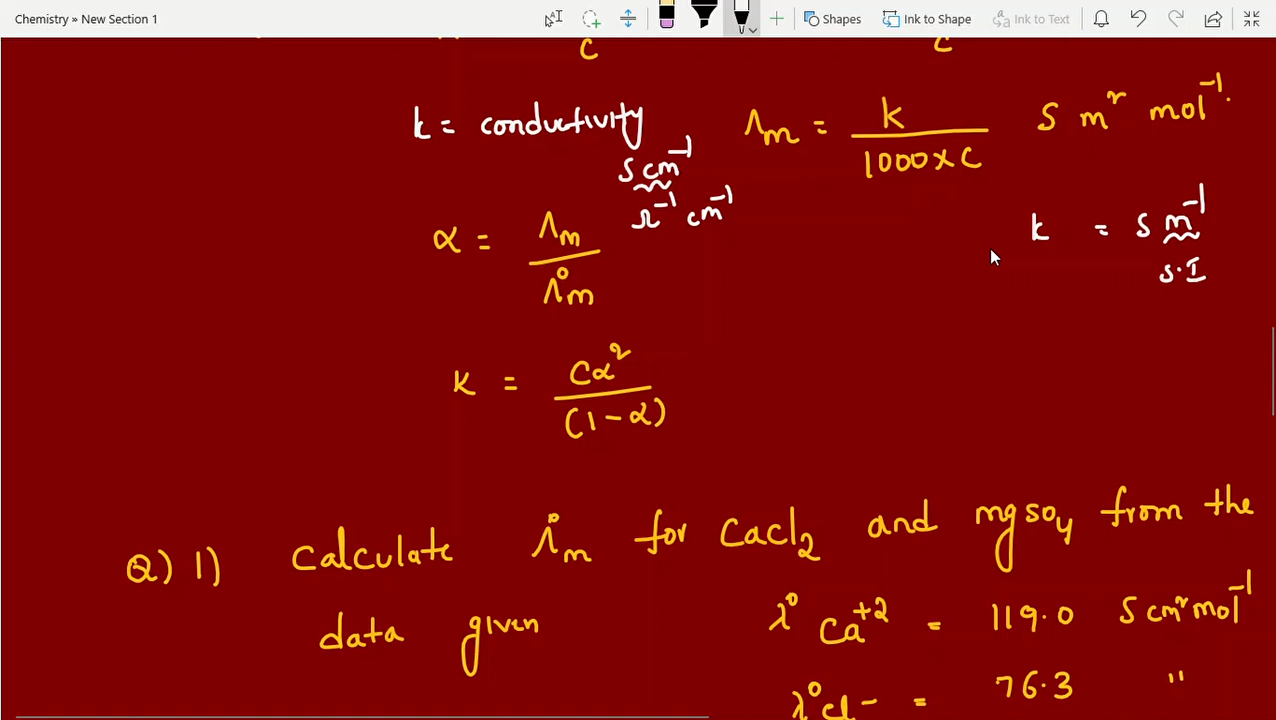 Chemistry » New Section 1
Shapes
Ink to Shape
Ink to Text
C
C
k = conductivity
S cm⁻¹
Ω⁻¹ cm⁻¹
Λm = k / 1000 × C S m² mol⁻¹.
k = S m⁻¹
S.I
α = Λm / Λ°m
K = Cα² / (1 - α)
Q) 1) Calculate Λ°m for CaCl₂ and mgso₄ from the
data given
λ° Ca⁺² = 119.0 S cm² mol⁻¹
λ° Cl⁻ = 76.3 "